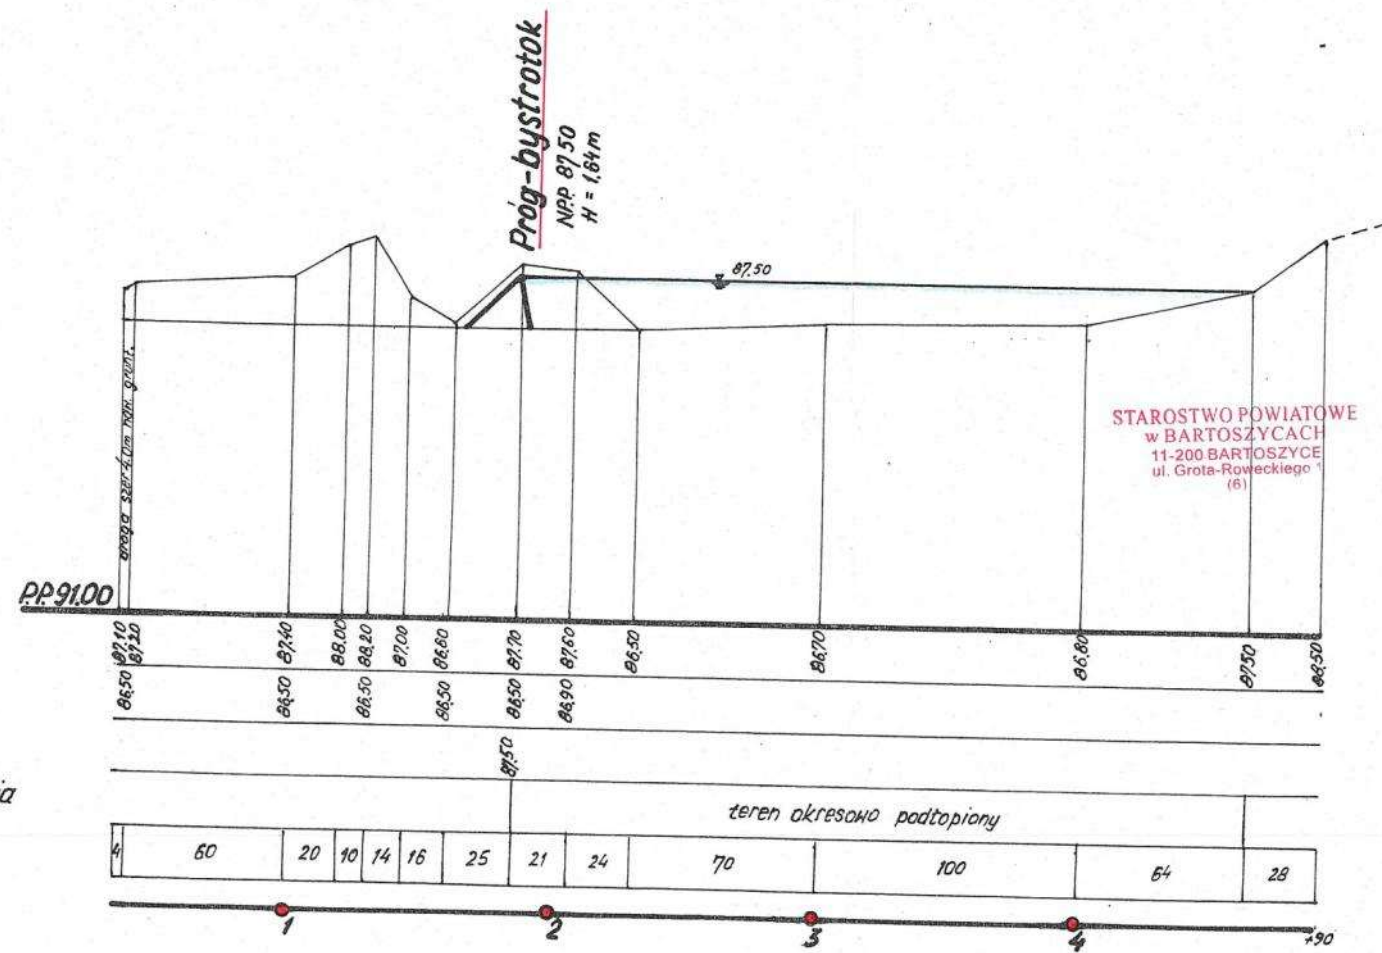 Próg-bystrotok
NPP. 87,50
H = 1,64m
87,50
droga szer 4.0m naw. grunt.
STAROSTWO POWIATOWE
w BARTOSZYCACH
11-200 BARTOSZYCE
ul. Grota-Roweckiego 1
(6)
P.P. 91.00
87,10 87,20 87,40 88,00 88,20 87,00 86,60 87,70 87,60 86,50 86,70 86,80 87,50 88,50
86,50 86,50 86,50 86,50 86,50 86,90
87,50
teren okresowo podtopiony
4 60 20 10 14 16 25 21 24 70 100 64 28
1 2 3 4 +90